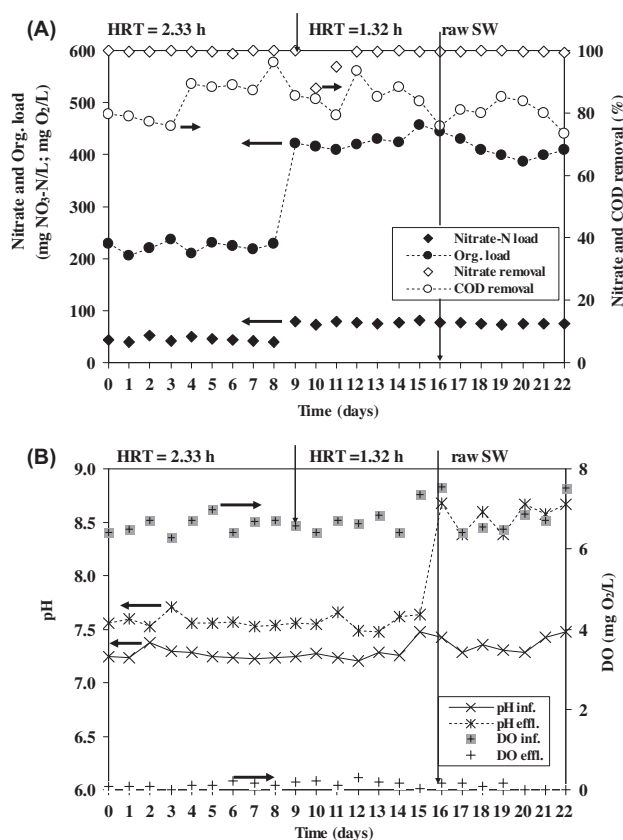 (A)
HRT = 2.33 h HRT = 1.32 h raw SW
600
500
400
300
200
100
0
Nitrate and Org. load
(mg NO3-N/L; mg O2/L)
100
80
60
40
20
0
Nitrate and COD removal (%)
Nitrate-N load
Org. load
Nitrate removal
COD removal
0 1 2 3 4 5 6 7 8 9 10 11 12 13 14 15 16 17 18 19 20 21 22
Time (days)
(B)
HRT = 2.33 h HRT = 1.32 h raw SW
9.0
8.5
8.0
7.5
7.0
6.5
6.0
pH
8
6
4
2
0
DO (mg O2/L)
pH inf.
pH effl.
DO inf.
DO effl.
0 1 2 3 4 5 6 7 8 9 10 11 12 13 14 15 16 17 18 19 20 21 22
Time (days)